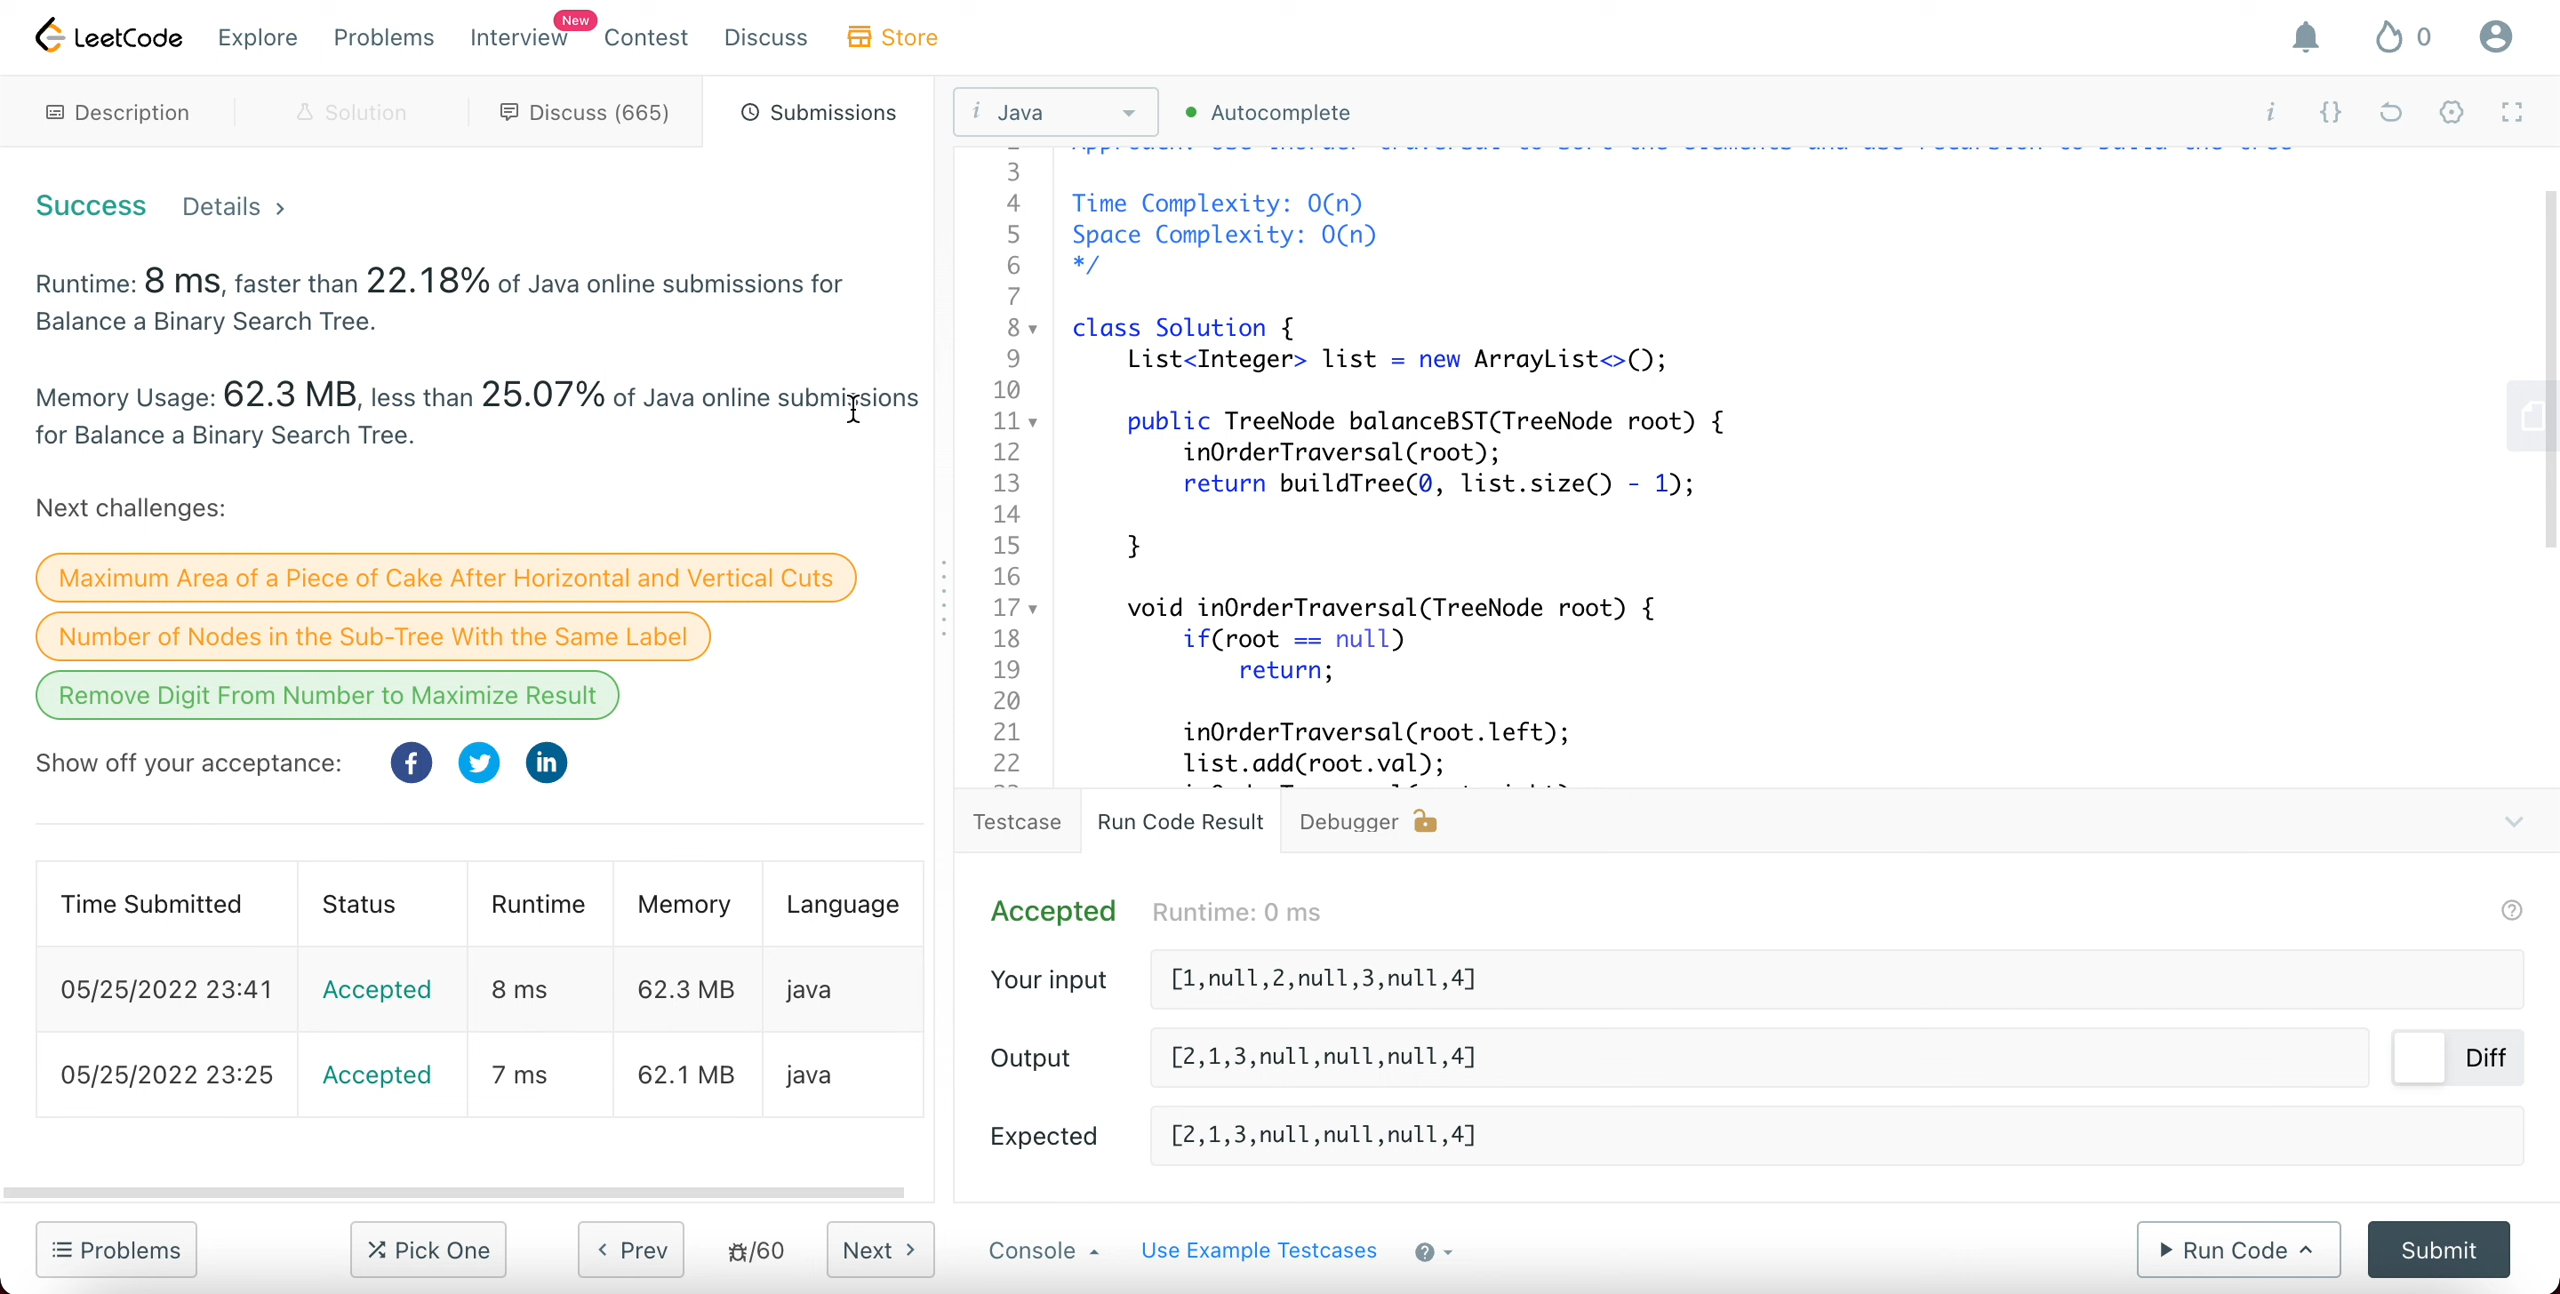 LeetCode
Explore
Problems
Interview
New
Contest
Discuss
Store
0
Description
Solution
Discuss (665)
Submissions
Success
Details >
Runtime: 8 ms, faster than 22.18% of Java online submissions for
Balance a Binary Search Tree.
Memory Usage: 62.3 MB, less than 25.07% of Java online submissions
for Balance a Binary Search Tree.
Next challenges:
Maximum Area of a Piece of Cake After Horizontal and Vertical Cuts
Number of Nodes in the Sub-Tree With the Same Label
Remove Digit From Number to Maximize Result
Show off your acceptance:
Time Submitted Status Runtime Memory Language
05/25/2022 23:41 Accepted 8 ms 62.3 MB java
05/25/2022 23:25 Accepted 7 ms 62.1 MB java
Problems
Pick One
< Prev
/60
Next >
i Java
Autocomplete
i {}
3
4 Time Complexity: O(n)
5 Space Complexity: O(n)
6 */
7
8 class Solution {
9 List<Integer> list = new ArrayList<>();
10
11 public TreeNode balanceBST(TreeNode root) {
12 inOrderTraversal(root);
13 return buildTree(0, list.size() - 1);
14
15 }
16
17 void inOrderTraversal(TreeNode root) {
18 if(root == null)
19 return;
20
21 inOrderTraversal(root.left);
22 list.add(root.val);
Testcase
Run Code Result
Debugger
Accepted Runtime: 0 ms
?
Your input [1,null,2,null,3,null,4]
Output [2,1,3,null,null,null,4]
Diff
Expected [2,1,3,null,null,null,4]
Console
Use Example Testcases
?
Run Code
Submit